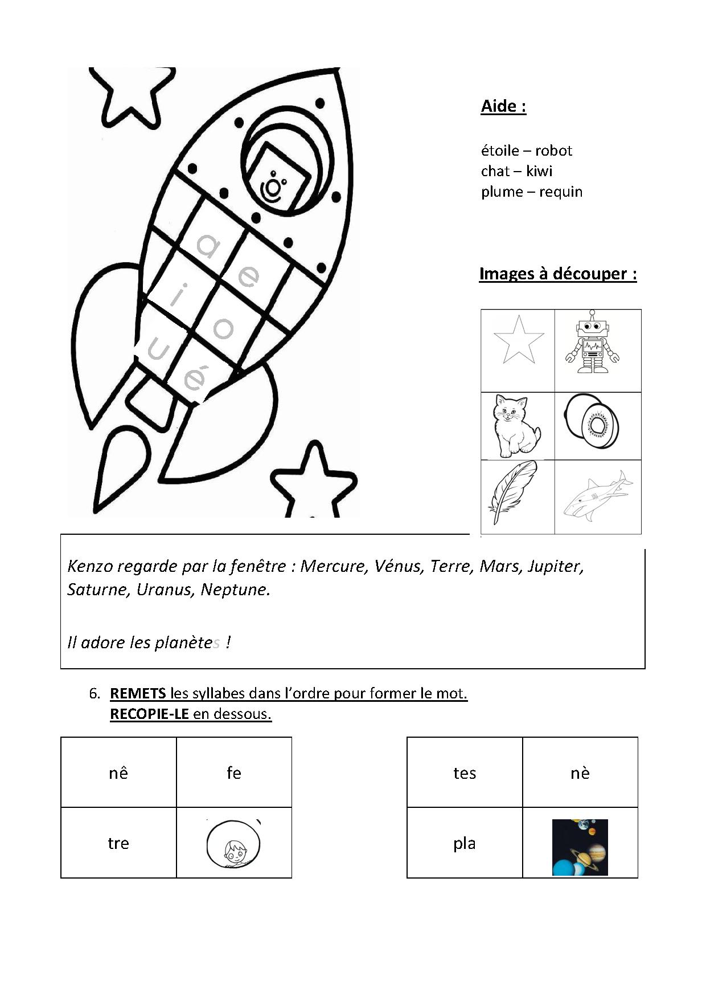 a
e
i
o
u
é
Aide :
étoile – robot
chat – kiwi
plume – requin
Images à découper :
Kenzo regarde par la fenêtre : Mercure, Vénus, Terre, Mars, Jupiter,
Saturne, Uranus, Neptune.
Il adore les planètes !
6. REMETS les syllabes dans l’ordre pour former le mot.
RECOPIE-LE en dessous.
nê fe
tre
tes nè
pla